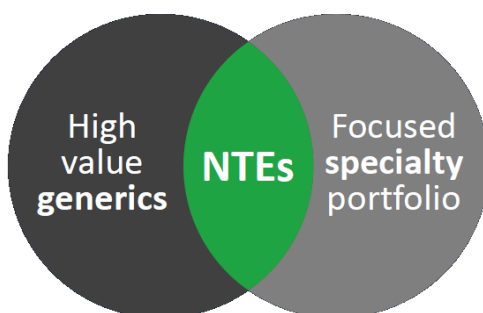 High
value
generics
NTEs
Focused
specialty
portfolio